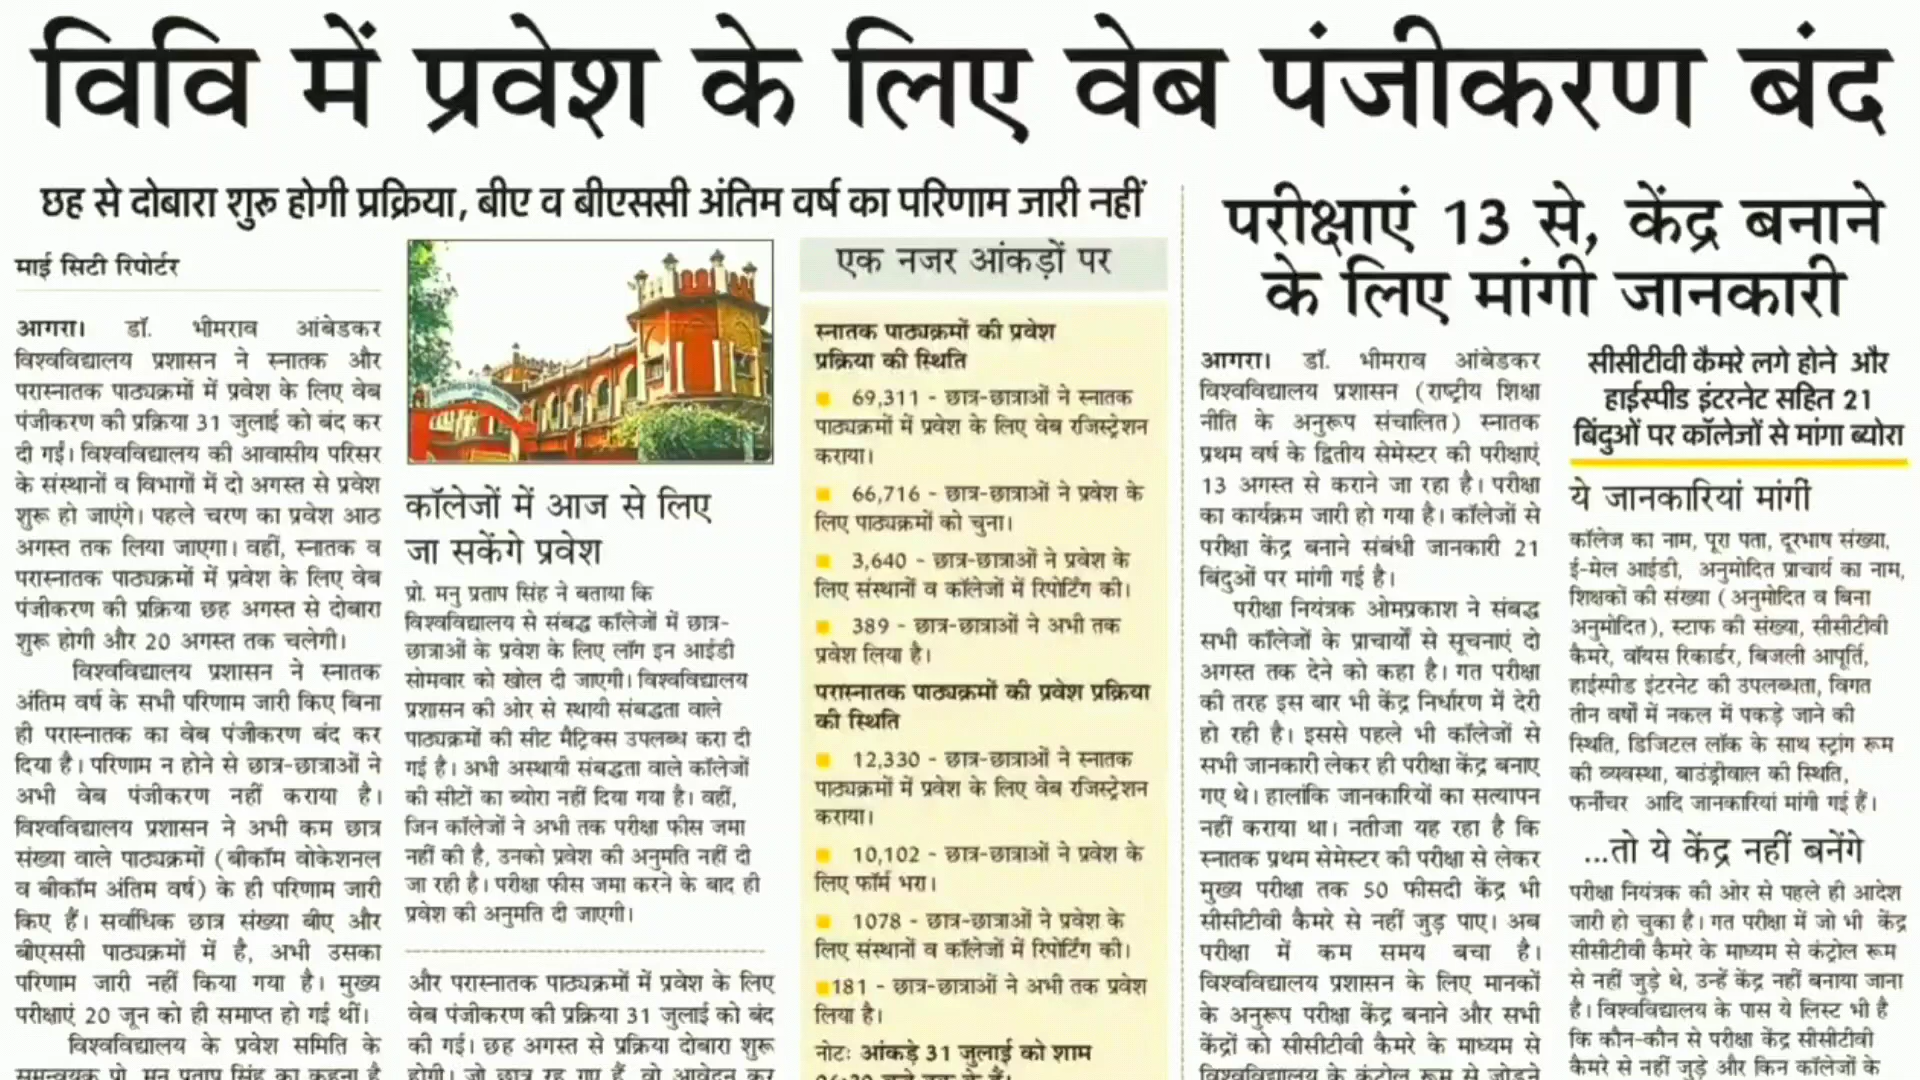 विवि में प्रवेश के लिए वेब पंजीकरण बंद
छह से दोबारा शुरू होगी प्रक्रिया, बीए व बीएससी अंतिम वर्ष का परिणाम जारी नहीं
माई सिटी रिपोर्टर
आगरा। डॉ. भीमराव आंबेडकर
विश्वविद्यालय प्रशासन ने स्नातक और
परास्नातक पाठ्यक्रमों में प्रवेश के लिए वेब
पंजीकरण की प्रक्रिया 31 जुलाई को बंद कर
दी गई। विश्वविद्यालय की आवासीय परिसर
के संस्थानों व विभागों में दो अगस्त से प्रवेश
शुरू हो जाएंगे। पहले चरण का प्रवेश आठ
अगस्त तक लिया जाएगा। वहीं, स्नातक व
परास्नातक पाठ्यक्रमों में प्रवेश के लिए वेब
पंजीकरण की प्रक्रिया छह अगस्त से दोबारा
शुरू होगी और 20 अगस्त तक चलेगी।
विश्वविद्यालय प्रशासन ने स्नातक
अंतिम वर्ष के सभी परिणाम जारी किए बिना
ही परास्नातक का वेब पंजीकरण बंद कर
दिया है। परिणाम न होने से छात्र-छात्राओं ने
अभी वेब पंजीकरण नहीं कराया है।
विश्वविद्यालय प्रशासन ने अभी कम छात्र
संख्या वाले पाठ्यक्रमों (बीकॉम वोकेशनल
व बीकॉम अंतिम वर्ष) के ही परिणाम जारी
किए हैं। सर्वाधिक छात्र संख्या बीए और
बीएससी पाठ्यक्रमों में है, अभी उसका
परिणाम जारी नहीं किया गया है। मुख्य
परीक्षाएं 20 जून को ही समाप्त हो गई थीं।
विश्वविद्यालय के प्रवेश समिति के
समन्वयक प्रो. मनु प्रताप सिंह का कहना है
कॉलेजों में आज से लिए
जा सकेंगे प्रवेश
प्रो. मनु प्रताप सिंह ने बताया कि
विश्वविद्यालय से संबद्ध कॉलेजों में छात्र-
छात्राओं के प्रवेश के लिए लॉग इन आईडी
सोमवार को खोल दी जाएगी। विश्वविद्यालय
प्रशासन की ओर से स्थायी संबद्धता वाले
पाठ्यक्रमों की सीट मैट्रिक्स उपलब्ध करा दी
गई है। अभी अस्थायी संबद्धता वाले कॉलेजों
की सीटों का ब्योरा नहीं दिया गया है। वहीं,
जिन कॉलेजों ने अभी तक परीक्षा फीस जमा
नहीं की है, उनको प्रवेश की अनुमति नहीं दी
जा रही है। परीक्षा फीस जमा करने के बाद ही
प्रवेश की अनुमति दी जाएगी।
और परास्नातक पाठ्यक्रमों में प्रवेश के लिए
वेब पंजीकरण की प्रक्रिया 31 जुलाई को बंद
की गई। छह अगस्त से प्रक्रिया दोबारा शुरू
होगी। जो छात्र रह गए हैं, वो आवेदन कर
एक नजर आंकड़ों पर
स्नातक पाठ्यक्रमों की प्रवेश
प्रक्रिया की स्थिति
69,311 - छात्र-छात्राओं ने स्नातक
पाठ्यक्रमों में प्रवेश के लिए वेब रजिस्ट्रेशन
कराया।
66,716 - छात्र-छात्राओं ने प्रवेश के
लिए पाठ्यक्रमों को चुना।
3,640 - छात्र-छात्राओं ने प्रवेश के
लिए संस्थानों व कॉलेजों में रिपोर्टिंग की।
389 - छात्र-छात्राओं ने अभी तक
प्रवेश लिया है।
परास्नातक पाठ्यक्रमों की प्रवेश प्रक्रिया
की स्थिति
12,330 - छात्र-छात्राओं ने स्नातक
पाठ्यक्रमों में प्रवेश के लिए वेब रजिस्ट्रेशन
कराया।
10,102 - छात्र-छात्राओं ने प्रवेश के
लिए फॉर्म भरा।
1078 - छात्र-छात्राओं ने प्रवेश के
लिए संस्थानों व कॉलेजों में रिपोर्टिंग की।
181 - छात्र-छात्राओं ने अभी तक प्रवेश
लिया है।
नोटः आंकड़े 31 जुलाई को शाम
परीक्षाएं 13 से, केंद्र बनाने
के लिए मांगी जानकारी
आगरा। डॉ. भीमराव आंबेडकर
विश्वविद्यालय प्रशासन (राष्ट्रीय शिक्षा
नीति के अनुरूप संचालित) स्नातक
प्रथम वर्ष के द्वितीय सेमेस्टर की परीक्षाएं
13 अगस्त से कराने जा रहा है। परीक्षा
का कार्यक्रम जारी हो गया है। कॉलेजों से
परीक्षा केंद्र बनाने संबंधी जानकारी 21
बिंदुओं पर मांगी गई है।
परीक्षा नियंत्रक ओमप्रकाश ने संबद्ध
सभी कॉलेजों के प्राचार्यों से सूचनाएं दो
अगस्त तक देने को कहा है। गत परीक्षा
की तरह इस बार भी केंद्र निर्धारण में देरी
हो रही है। इससे पहले भी कॉलेजों से
सभी जानकारी लेकर ही परीक्षा केंद्र बनाए
गए थे। हालांकि जानकारियों का सत्यापन
नहीं कराया था। नतीजा यह रहा है कि
स्नातक प्रथम सेमेस्टर की परीक्षा से लेकर
मुख्य परीक्षा तक 50 फीसदी केंद्र भी
सीसीटीवी कैमरे से नहीं जुड़ पाए। अब
परीक्षा में कम समय बचा है।
विश्वविद्यालय प्रशासन के लिए मानकों
के अनुरूप परीक्षा केंद्र बनाने और सभी
केंद्रों को सीसीटीवी कैमरे के माध्यम से
विश्वविद्यालय के कंट्रोल रूम से जोड़ने
सीसीटीवी कैमरे लगे होने और
हाईस्पीड इंटरनेट सहित 21
बिंदुओं पर कॉलेजों से मांगा ब्योरा
ये जानकारियां मांगीं
कॉलेज का नाम, पूरा पता, दूरभाष संख्या,
ई-मेल आईडी, अनुमोदित प्राचार्य का नाम,
शिक्षकों की संख्या (अनुमोदित व बिना
अनुमोदित), स्टाफ की संख्या, सीसीटीवी
कैमरे, वॉयस रिकार्डर, बिजली आपूर्ति,
हाईस्पीड इंटरनेट की उपलब्धता, विगत
तीन वर्षों में नकल में पकड़े जाने की
स्थिति, डिजिटल लॉक के साथ स्ट्रांग रूम
की व्यवस्था, बाउंड्रीवाल की स्थिति,
फर्नीचर आदि जानकारियां मांगी गई हैं।
...तो ये केंद्र नहीं बनेंगे
परीक्षा नियंत्रक की ओर से पहले ही आदेश
जारी हो चुका है। गत परीक्षा में जो भी केंद्र
सीसीटीवी कैमरे के माध्यम से कंट्रोल रूम
से नहीं जुड़े थे, उन्हें केंद्र नहीं बनाया जाना
है। विश्वविद्यालय के पास ये लिस्ट भी है
कि कौन-कौन से परीक्षा केंद्र सीसीटीवी
कैमरे से नहीं जुड़े और किन कॉलेजों के